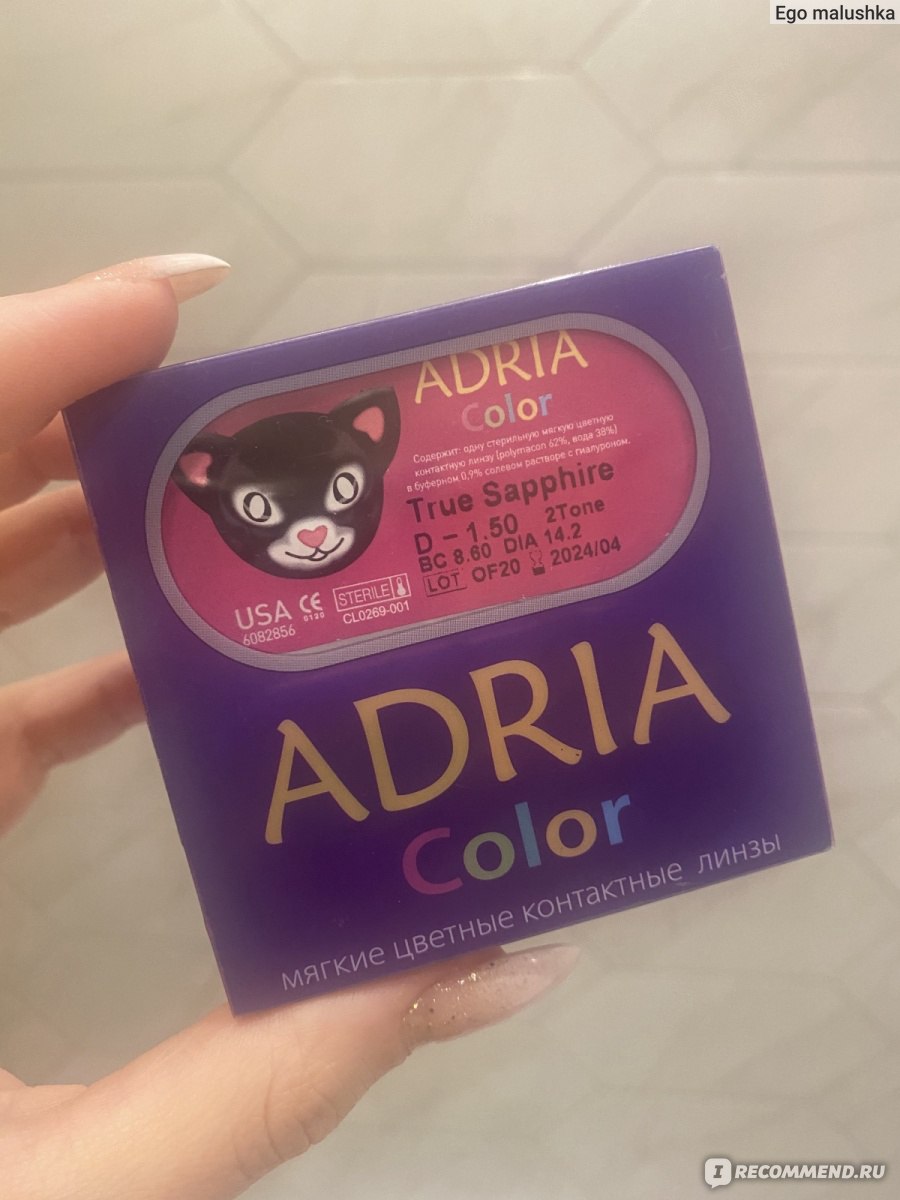 Ego malushka
ADRIA
Color
Содержит: одну стерильную мягкую цветную
контактную линзу (polymacon 62%, вода 38%)
в буферном 0,9% солевом растворе с гиалуроном.
True Sapphire
D – 1.50 2Tone
BC 8.60 DIA 14.2
LOT OF20 2024/04
USA CE 0120 STERILE
6082856 CL0269-001
ADRIA
Color
мягкие цветные контактные линзы
I RECOMMEND.RU